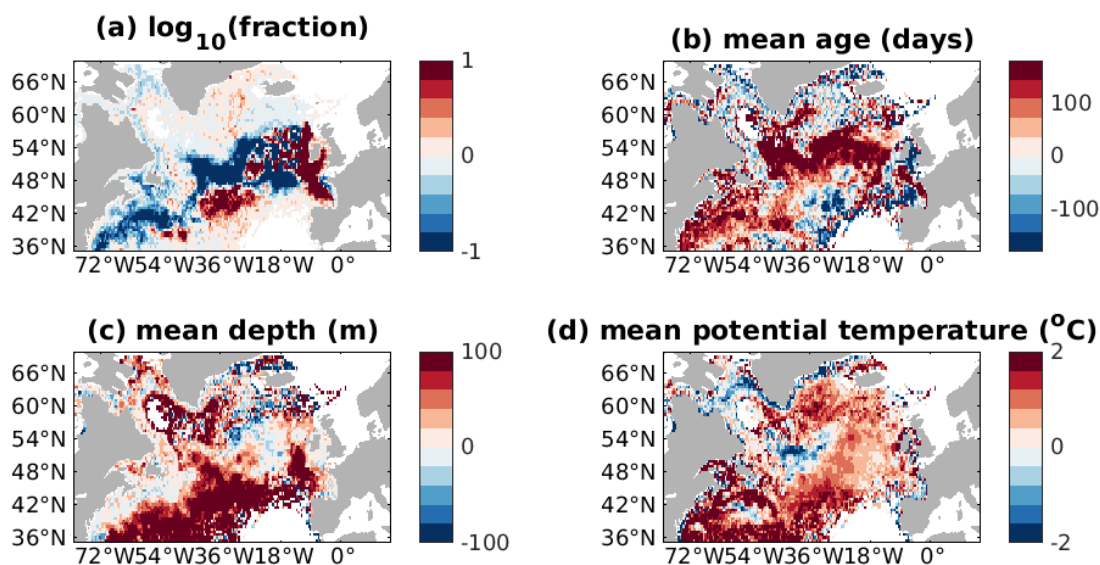 (a) log10(fraction)
66°N
60°N
54°N
48°N
42°N
36°N
72°W54°W36°W18°W 0°
1
0
-1
(b) mean age (days)
66°N
60°N
54°N
48°N
42°N
36°N
72°W54°W36°W18°W 0°
100
0
-100
(c) mean depth (m)
66°N
60°N
54°N
48°N
42°N
36°N
72°W54°W36°W18°W 0°
100
0
-100
(d) mean potential temperature (°C)
66°N
60°N
54°N
48°N
42°N
36°N
72°W54°W36°W18°W 0°
2
0
-2